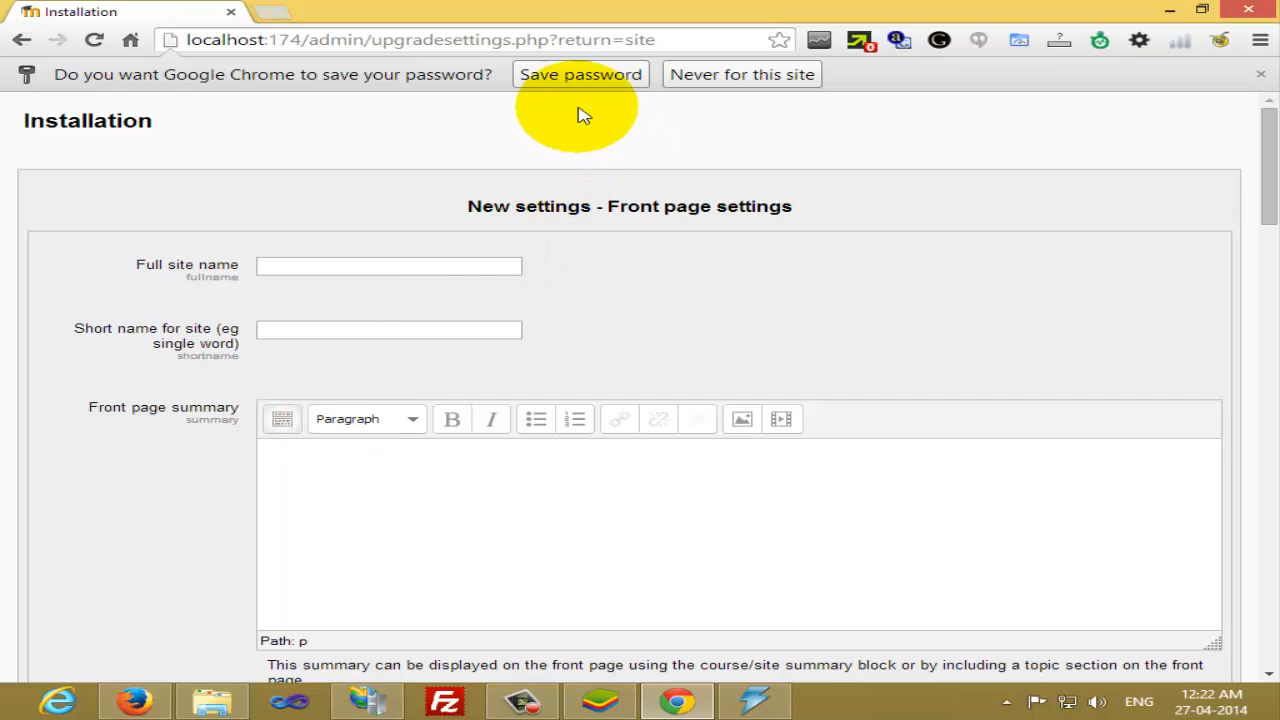 Installation
localhost:174/admin/upgradesettings.php?return=site
Do you want Google Chrome to save your password? Save password Never for this site
Installation
New settings - Front page settings
Full site name
fullname
Short name for site (eg
single word)
shortname
Front page summary
summary
Paragraph B I
Path: p
This summary can be displayed on the front page using the course/site summary block or by including a topic section on the front
page.
ENG
12:22 AM
27-04-2014